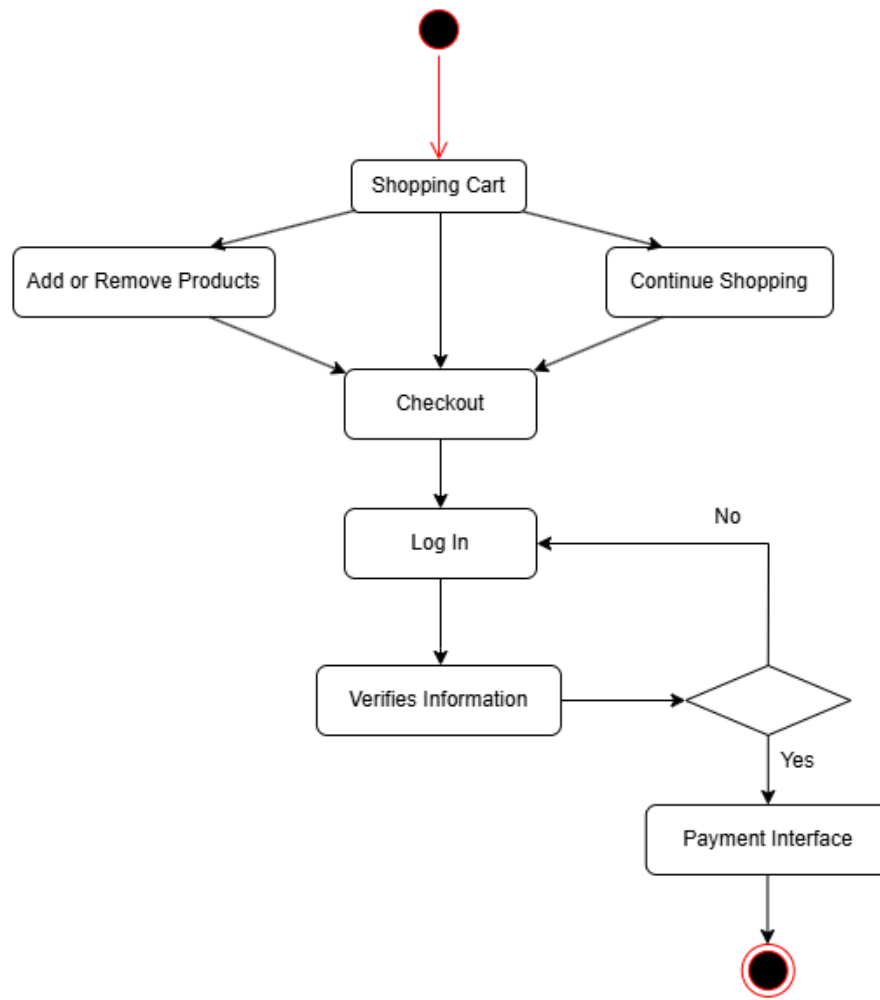 Shopping Cart
Add or Remove Products
Continue Shopping
Checkout
No
Log In
Verifies Information
Yes
Payment Interface